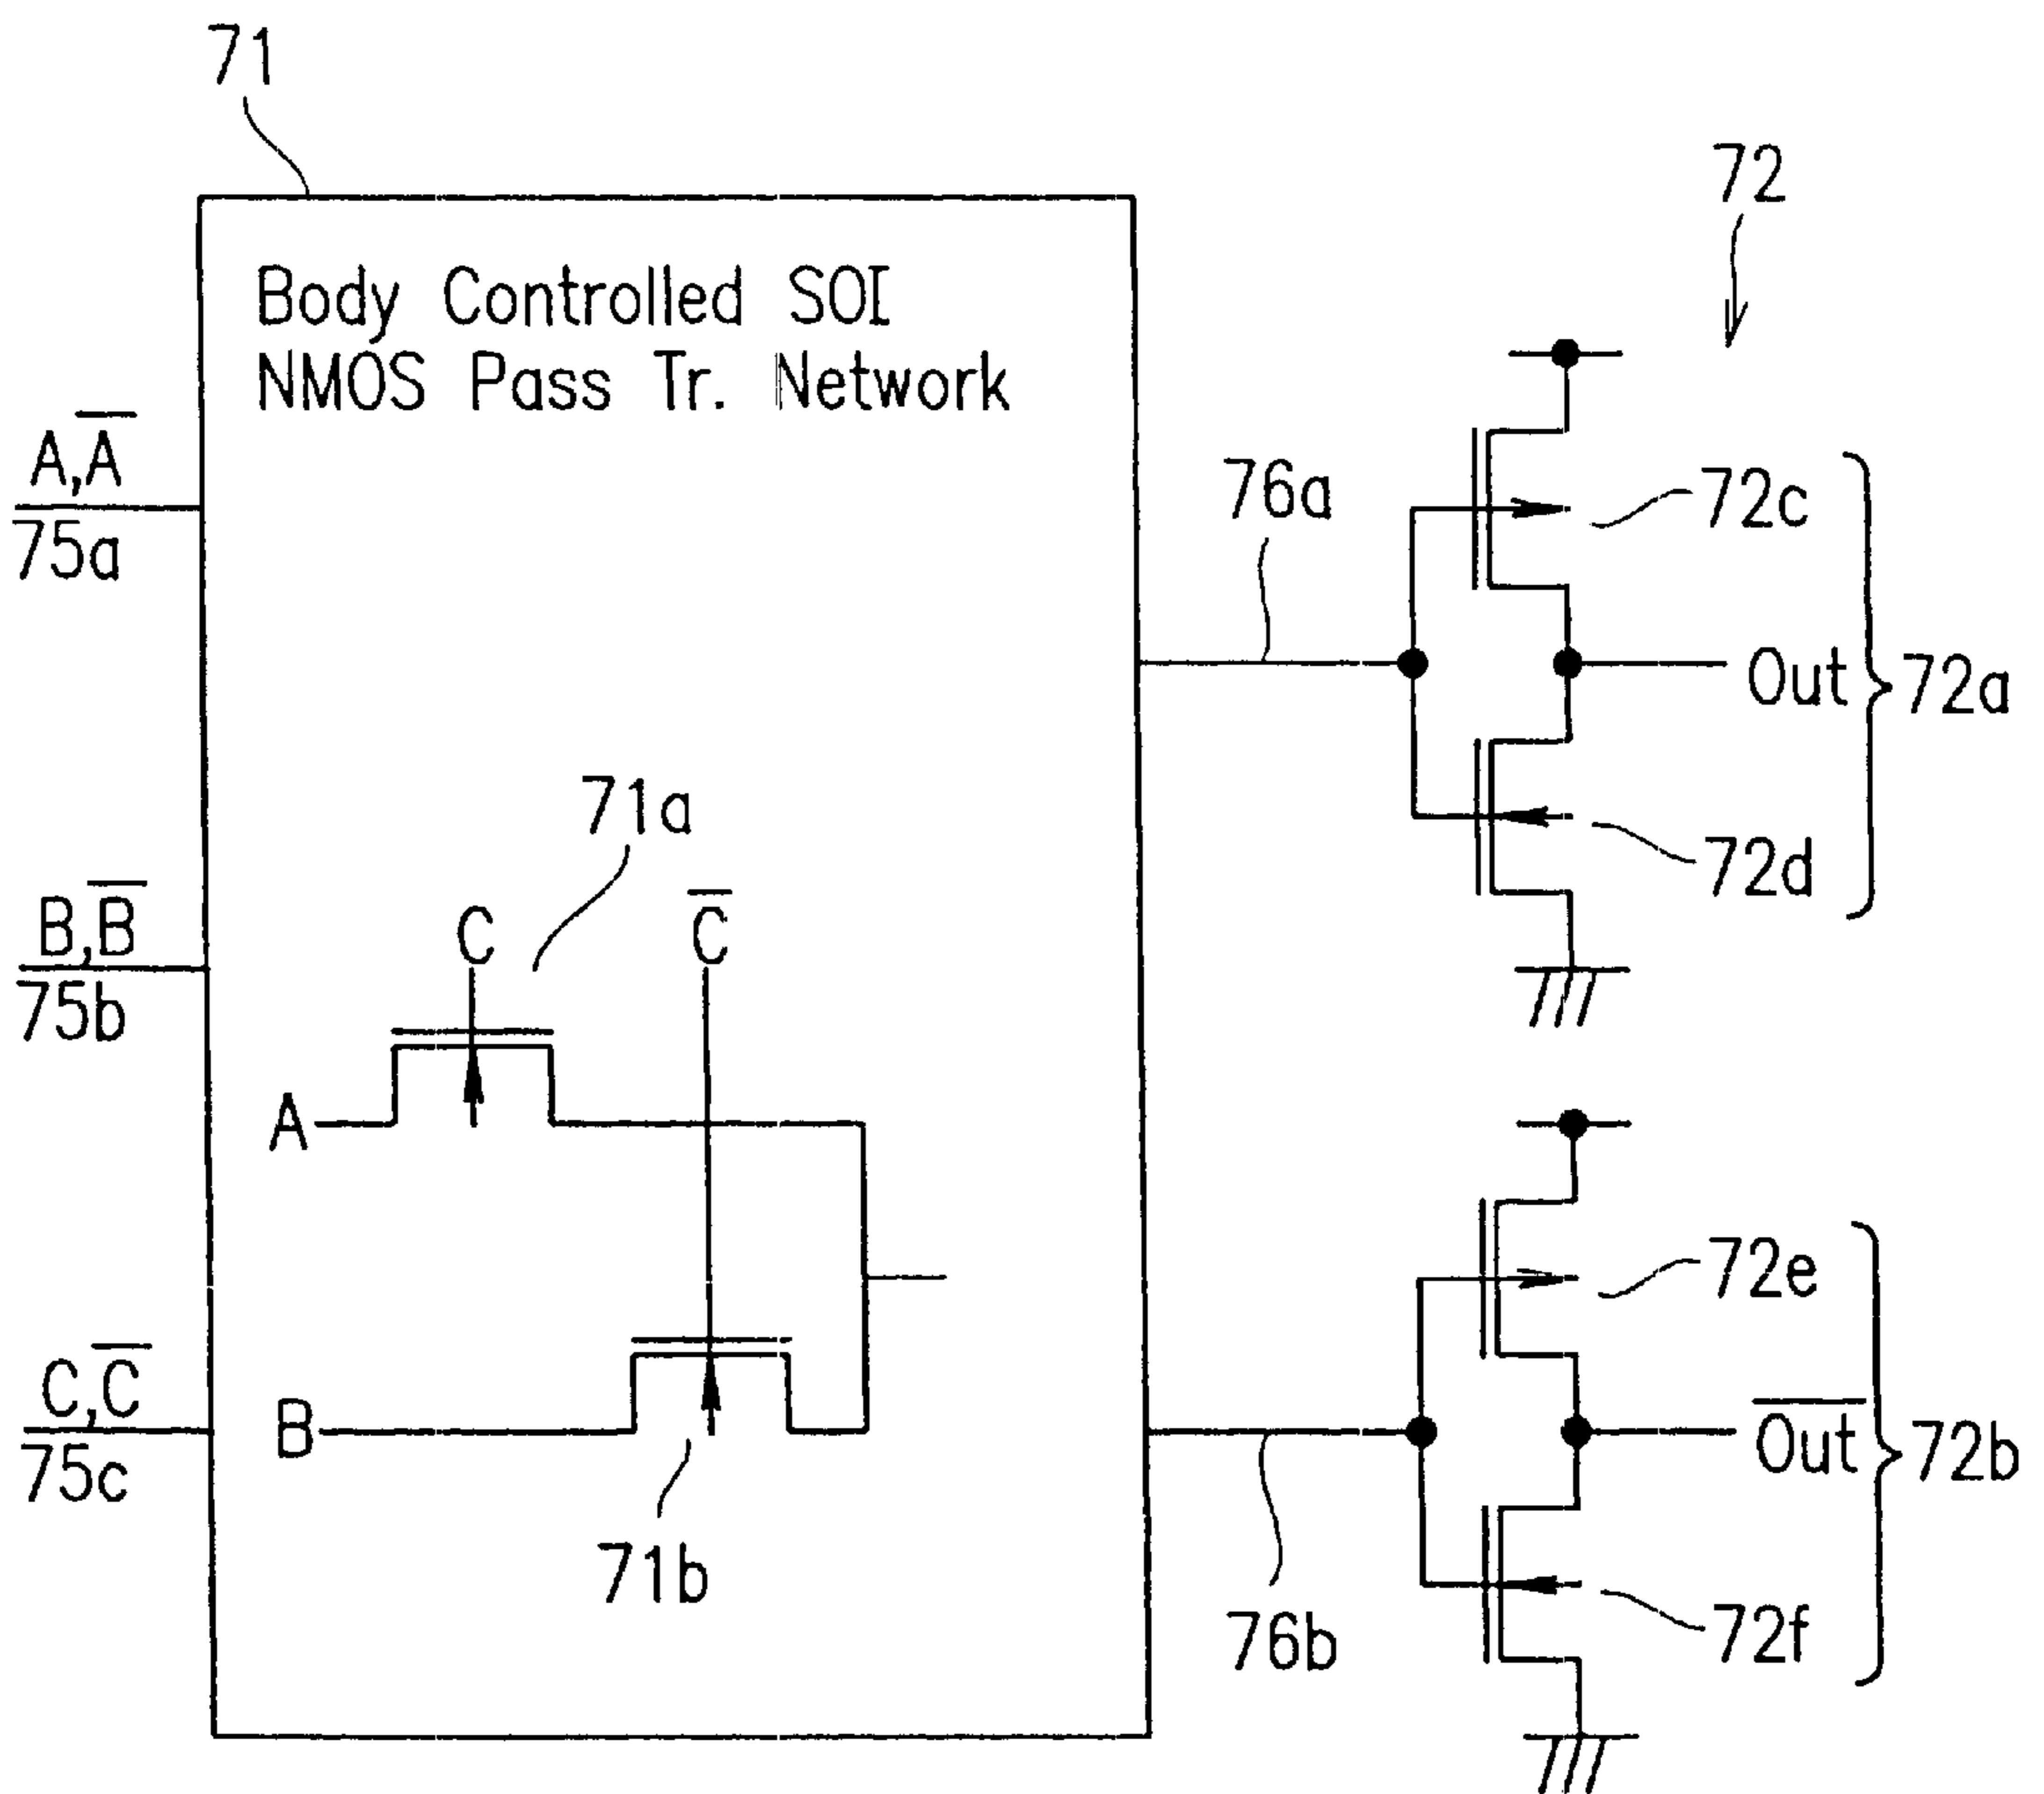 71
72
Body Controlled SOI
NMOS Pass Tr. Network
A,A̅
75a
76a
72c
Out
72a
72d
71a
B,B̅
75b
C
C̅
A
72e
C,C̅
75c
B
O̅u̅t̅
72b
71b
76b
72f